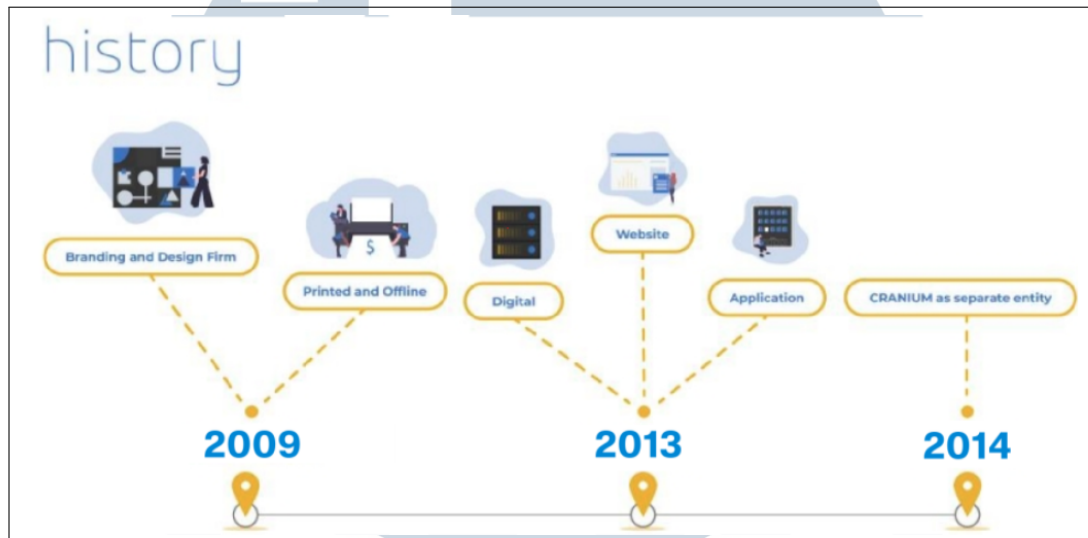 history
Branding and Design Firm
Printed and Offline
$
Digital
Website
Application
CRANIUM as separate entity
2009
2013
2014